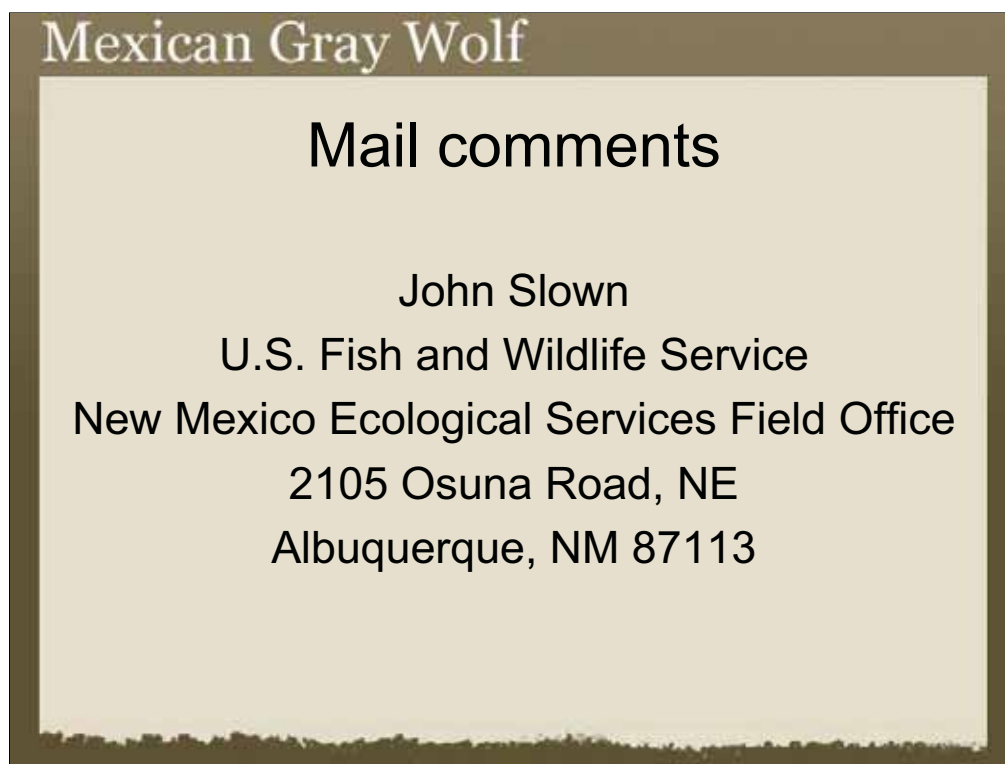 Mexican Gray Wolf
Mail comments
John Slown
U.S. Fish and Wildlife Service
New Mexico Ecological Services Field Office
2105 Osuna Road, NE
Albuquerque, NM 87113